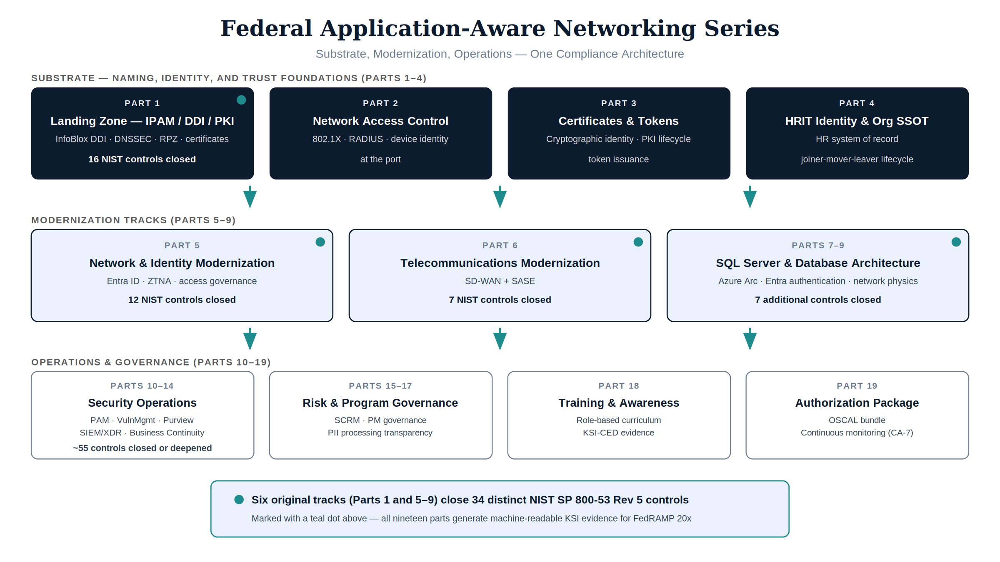 Federal Application-Aware Networking Series
Substrate, Modernization, Operations — One Compliance Architecture
SUBSTRATE — NAMING, IDENTITY, AND TRUST FOUNDATIONS (PARTS 1–4)
PART 1
Landing Zone — IPAM / DDI / PKI
InfoBlox DDI · DNSSEC · RPZ · certificates
16 NIST controls closed
PART 2
Network Access Control
802.1X · RADIUS · device identity
at the port
PART 3
Certificates & Tokens
Cryptographic identity · PKI lifecycle
token issuance
PART 4
HRIT Identity & Org SSOT
HR system of record
joiner-mover-leaver lifecycle
MODERNIZATION TRACKS (PARTS 5–9)
PART 5
Network & Identity Modernization
Entra ID · ZTNA · access governance
12 NIST controls closed
PART 6
Telecommunications Modernization
SD-WAN + SASE
7 NIST controls closed
PARTS 7–9
SQL Server & Database Architecture
Azure Arc · Entra authentication · network physics
7 additional controls closed
OPERATIONS & GOVERNANCE (PARTS 10–19)
PARTS 10–14
Security Operations
PAM · VulnMgmt · Purview
SIEM/XDR · Business Continuity
~55 controls closed or deepened
PARTS 15–17
Risk & Program Governance
SCRM · PM governance
PII processing transparency
PART 18
Training & Awareness
Role-based curriculum
KSI-CED evidence
PART 19
Authorization Package
OSCAL bundle
Continuous monitoring (CA-7)
Six original tracks (Parts 1 and 5–9) close 34 distinct NIST SP 800-53 Rev 5 controls
Marked with a teal dot above — all nineteen parts generate machine-readable KSI evidence for FedRAMP 20x